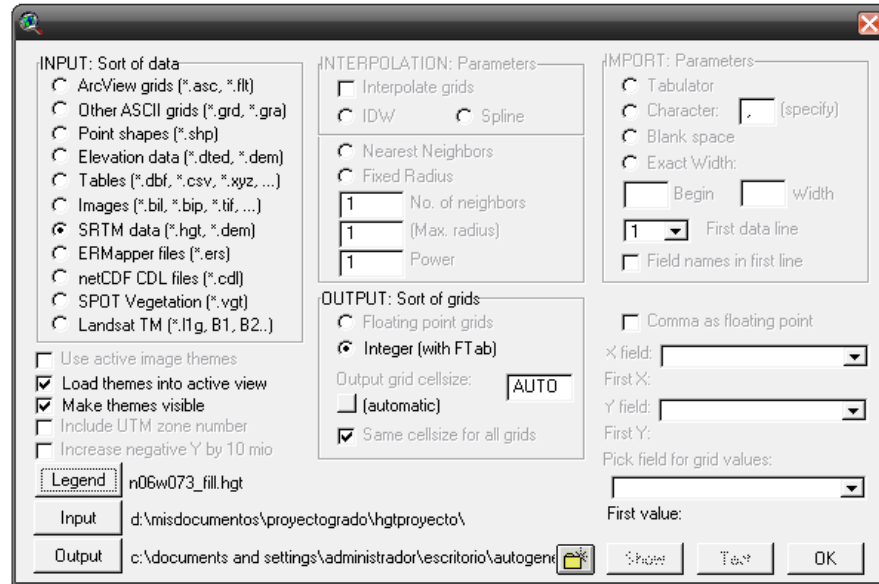 INPUT: Sort of data
ArcView grids (*.asc, *.flt)
Other ASCII grids (*.grd, *.gra)
Point shapes (*.shp)
Elevation data (*.dted, *.dem)
Tables (*.dbf, *.csv, *.xyz, ...)
Images (*.bil, *.bip, *.tif, ...)
SRTM data (*.hgt, *.dem)
ERMapper files (*.ers)
netCDF CDL files (*.cdl)
SPOT Vegetation (*.vgt)
Landsat TM (*.l1g, B1, B2..)
Use active image themes
Load themes into active view
Make themes visible
Include UTM zone number
Increase negative Y by 10 mio
INTERPOLATION: Parameters
Interpolate grids
IDW Spline
Nearest Neighbors
Fixed Radius
1 No. of neighbors
1 (Max. radius)
1 Power
OUTPUT: Sort of grids
Floating point grids
Integer (with FTab)
Output grid cellsize: AUTO
(automatic)
Same cellsize for all grids
IMPORT: Parameters
Tabulator
Character: , (specify)
Blank space
Exact Width:
Begin Width
1 First data line
Field names in first line
Comma as floating point
X field:
First X:
Y field:
First Y:
Pick field for grid values:
First value:
Legend n06w073_fill.hgt
Input d:\misdocumentos\proyectogrado\hgtproyecto\
Output c:\documents and settings\administrador\escritorio\autogene
Show Test OK